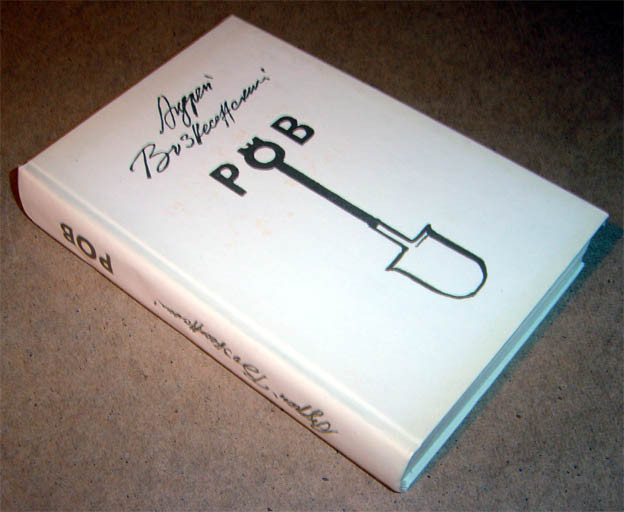 Андрей
Вознесенский
РОВ
РОВ
Андрей Вознесенский